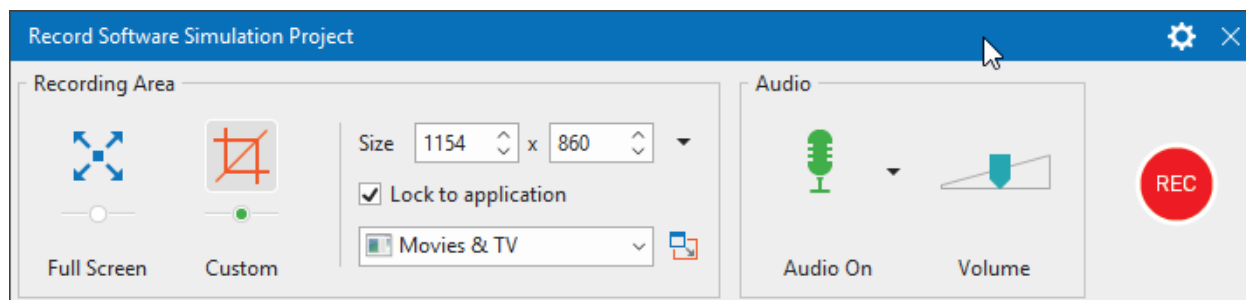 Record Software Simulation Project
Recording Area
Audio
Size 1154 x 860
Lock to application
Movies & TV
Full Screen
Custom
Audio On
Volume
REC